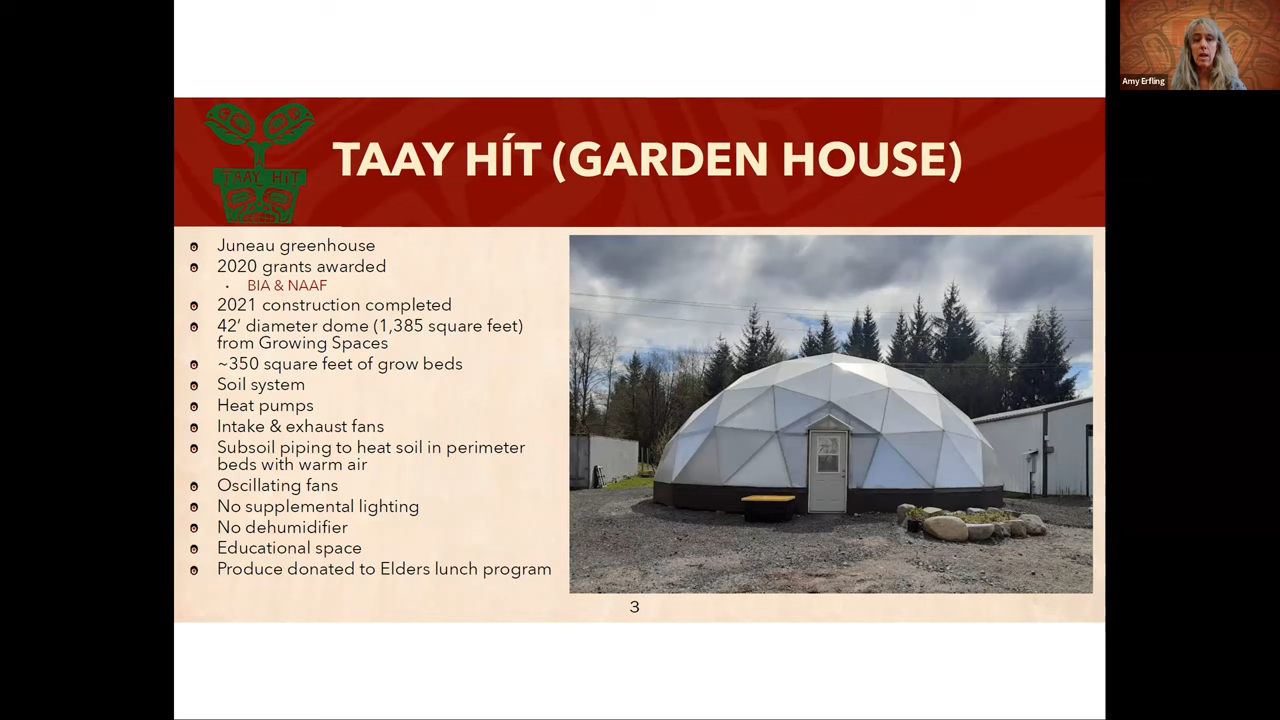 TAAY HÍT
TAAY HÍT (GARDEN HOUSE)
Juneau greenhouse
2020 grants awarded
BIA & NAAF
2021 construction completed
42’ diameter dome (1,385 square feet)
from Growing Spaces
~350 square feet of grow beds
Soil system
Heat pumps
Intake & exhaust fans
Subsoil piping to heat soil in perimeter
beds with warm air
Oscillating fans
No supplemental lighting
No dehumidifier
Educational space
Produce donated to Elders lunch program
3
Amy Erfling